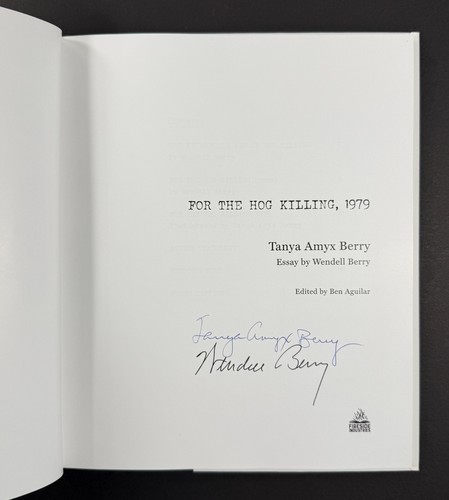 FOR THE HOG KILLING, 1979
Tanya Amyx Berry
Essay by Wendell Berry
Edited by Ben Aguilar
Tanya Amyx Berry
Wendell Berry
FIRESIDE
INDUSTRIES